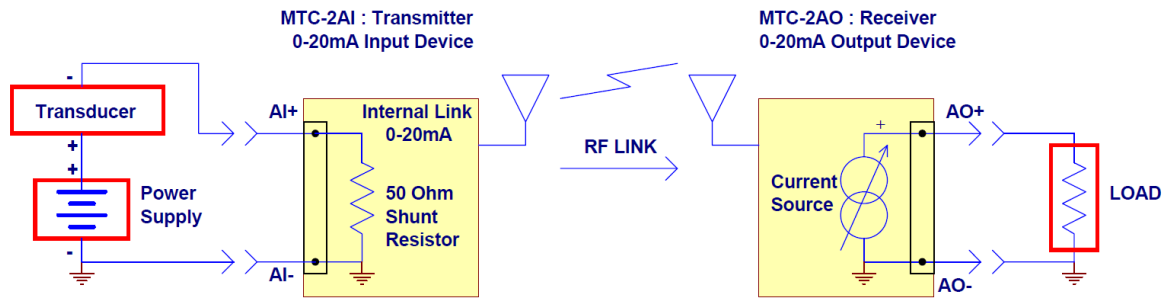 MTC-2AI : Transmitter
0-20mA Input Device
MTC-2AO : Receiver
0-20mA Output Device
-
Transducer
+
+
Power
Supply
-
AI+
AI-
Internal Link
0-20mA
50 Ohm
Shunt
Resistor
RF LINK
+
Current
Source
AO+
AO-
LOAD